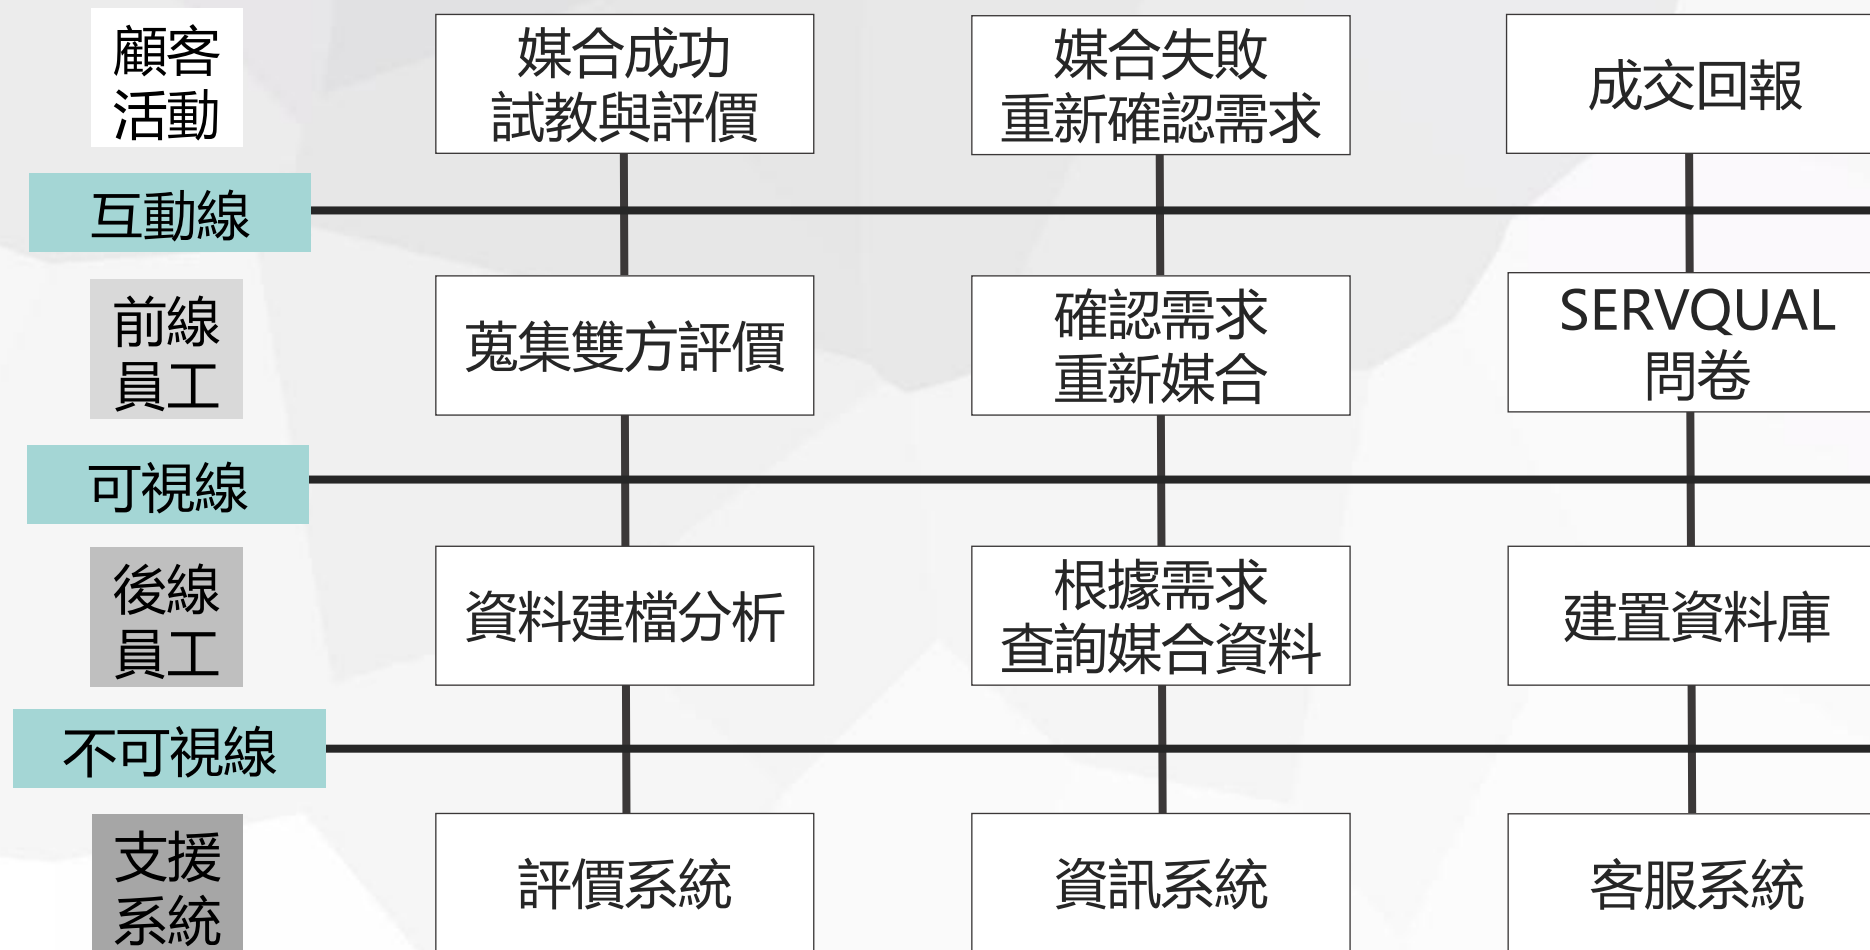 顧客
活動
媒合成功
試教與評價
媒合失敗
重新確認需求
成交回報
互動線
前線
員工
蒐集雙方評價
確認需求
重新媒合
SERVQUAL
問卷
可視線
後線
員工
資料建檔分析
根據需求
查詢媒合資料
建置資料庫
不可視線
支援
系統
評價系統
資訊系統
客服系統